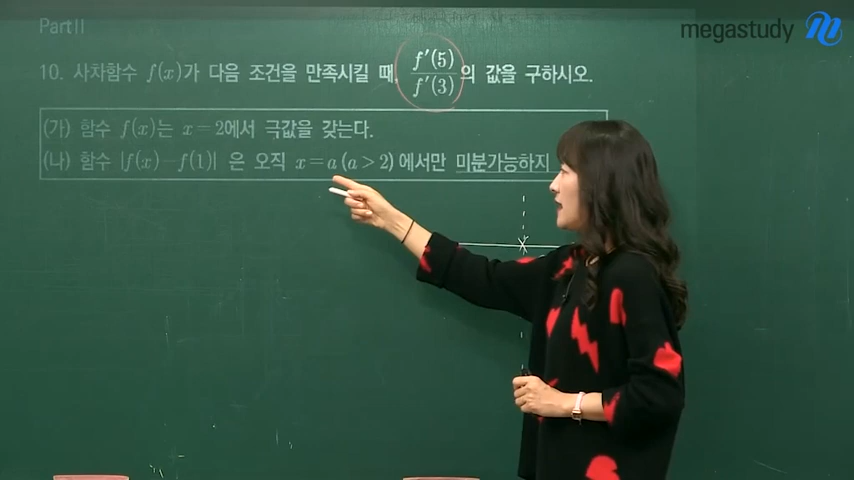 Part II
megastudy
10. 사차함수 f(x)가 다음 조건을 만족시킬 때, f′(5)/f′(3) 의 값을 구하시오.
(가) 함수 f(x)는 x=2에서 극값을 갖는다.
(나) 함수 |f(x)-f(1)| 은 오직 x=a (a>2) 에서만 미분가능하지